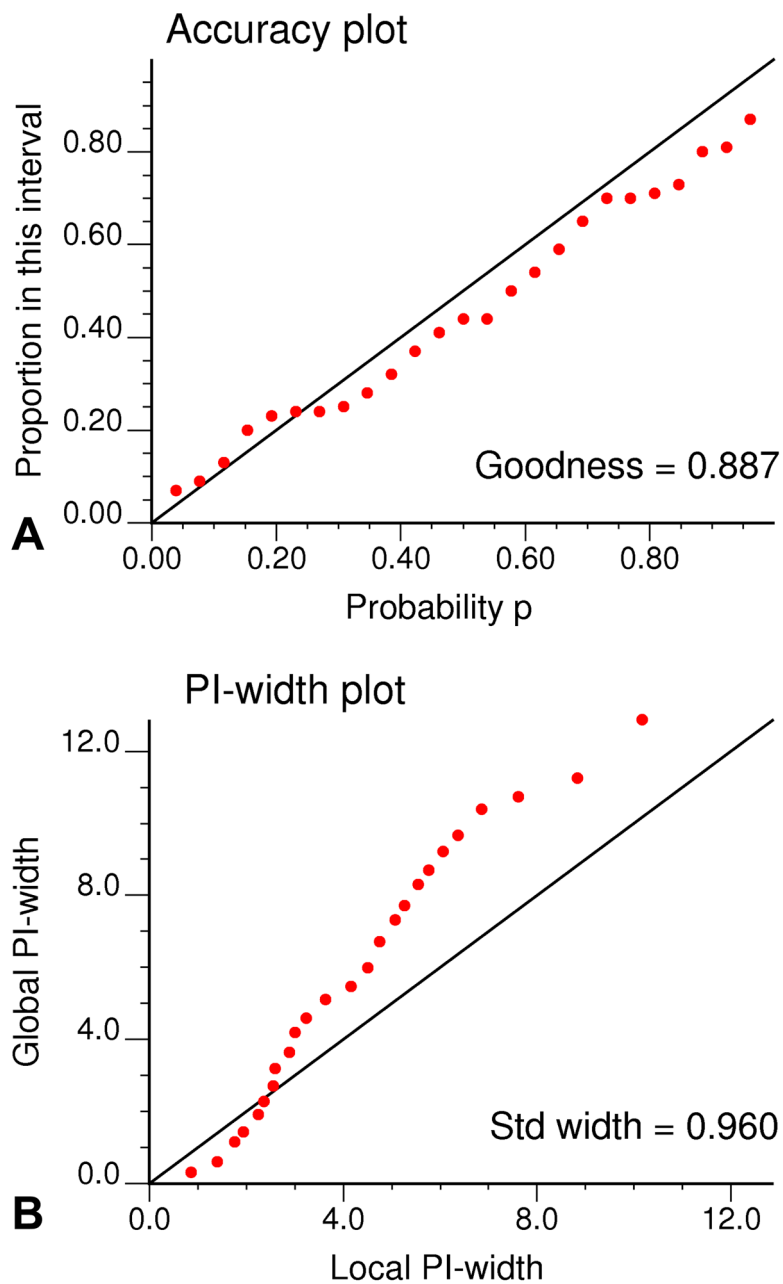 Accuracy plot
Proportion in this interval
0.80
0.60
0.40
0.20
0.00
Goodness = 0.887
A
0.00 0.20 0.40 0.60 0.80
Probability p
PI-width plot
Global PI-width
12.0
8.0
4.0
0.0
Std width = 0.960
B
0.0 4.0 8.0 12.0
Local PI-width